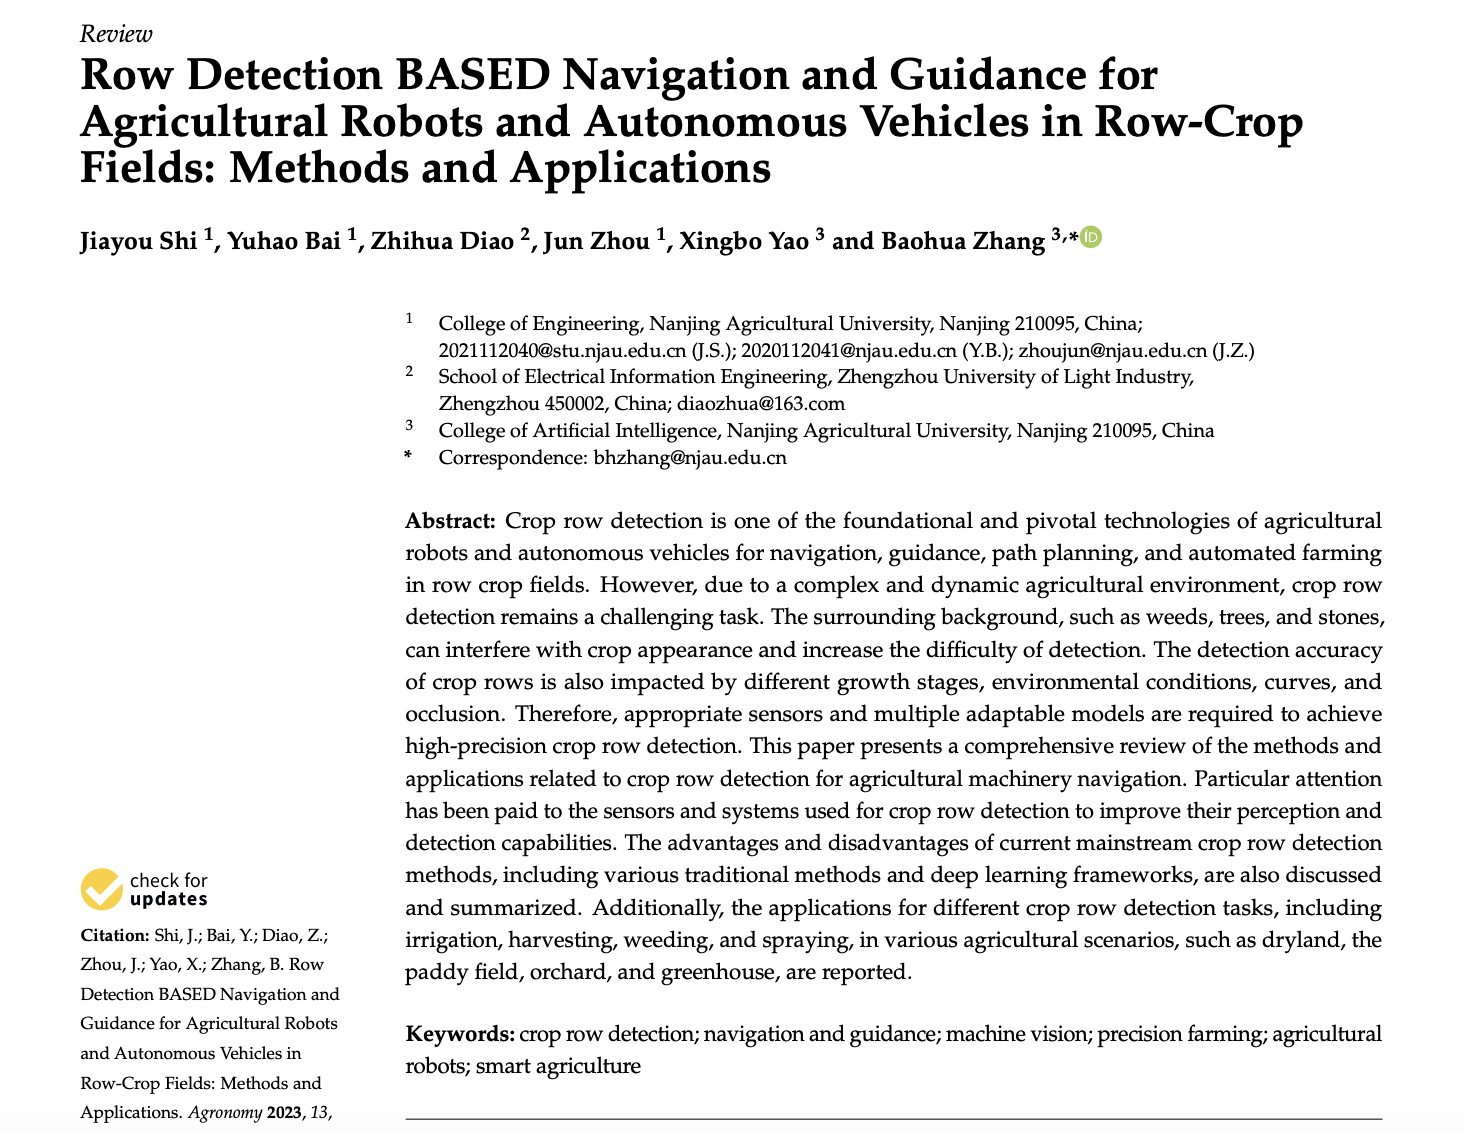 Review
Row Detection BASED Navigation and Guidance for
Agricultural Robots and Autonomous Vehicles in Row-Crop
Fields: Methods and Applications
Jiayou Shi 1, Yuhao Bai 1, Zhihua Diao 2, Jun Zhou 1, Xingbo Yao 3 and Baohua Zhang 3,* iD
1 College of Engineering, Nanjing Agricultural University, Nanjing 210095, China;
2021112040@stu.njau.edu.cn (J.S.); 2020112041@njau.edu.cn (Y.B.); zhoujun@njau.edu.cn (J.Z.)
2 School of Electrical Information Engineering, Zhengzhou University of Light Industry,
Zhengzhou 450002, China; diaozhua@163.com
3 College of Artificial Intelligence, Nanjing Agricultural University, Nanjing 210095, China
* Correspondence: bhzhang@njau.edu.cn
Abstract: Crop row detection is one of the foundational and pivotal technologies of agricultural
robots and autonomous vehicles for navigation, guidance, path planning, and automated farming
in row crop fields. However, due to a complex and dynamic agricultural environment, crop row
detection remains a challenging task. The surrounding background, such as weeds, trees, and stones,
can interfere with crop appearance and increase the difficulty of detection. The detection accuracy
of crop rows is also impacted by different growth stages, environmental conditions, curves, and
occlusion. Therefore, appropriate sensors and multiple adaptable models are required to achieve
high-precision crop row detection. This paper presents a comprehensive review of the methods and
applications related to crop row detection for agricultural machinery navigation. Particular attention
has been paid to the sensors and systems used for crop row detection to improve their perception and
detection capabilities. The advantages and disadvantages of current mainstream crop row detection
methods, including various traditional methods and deep learning frameworks, are also discussed
and summarized. Additionally, the applications for different crop row detection tasks, including
irrigation, harvesting, weeding, and spraying, in various agricultural scenarios, such as dryland, the
paddy field, orchard, and greenhouse, are reported.
Keywords: crop row detection; navigation and guidance; machine vision; precision farming; agricultural
robots; smart agriculture
check for
updates
Citation: Shi, J.; Bai, Y.; Diao, Z.;
Zhou, J.; Yao, X.; Zhang, B. Row
Detection BASED Navigation and
Guidance for Agricultural Robots
and Autonomous Vehicles in
Row-Crop Fields: Methods and
Applications. Agronomy 2023, 13,